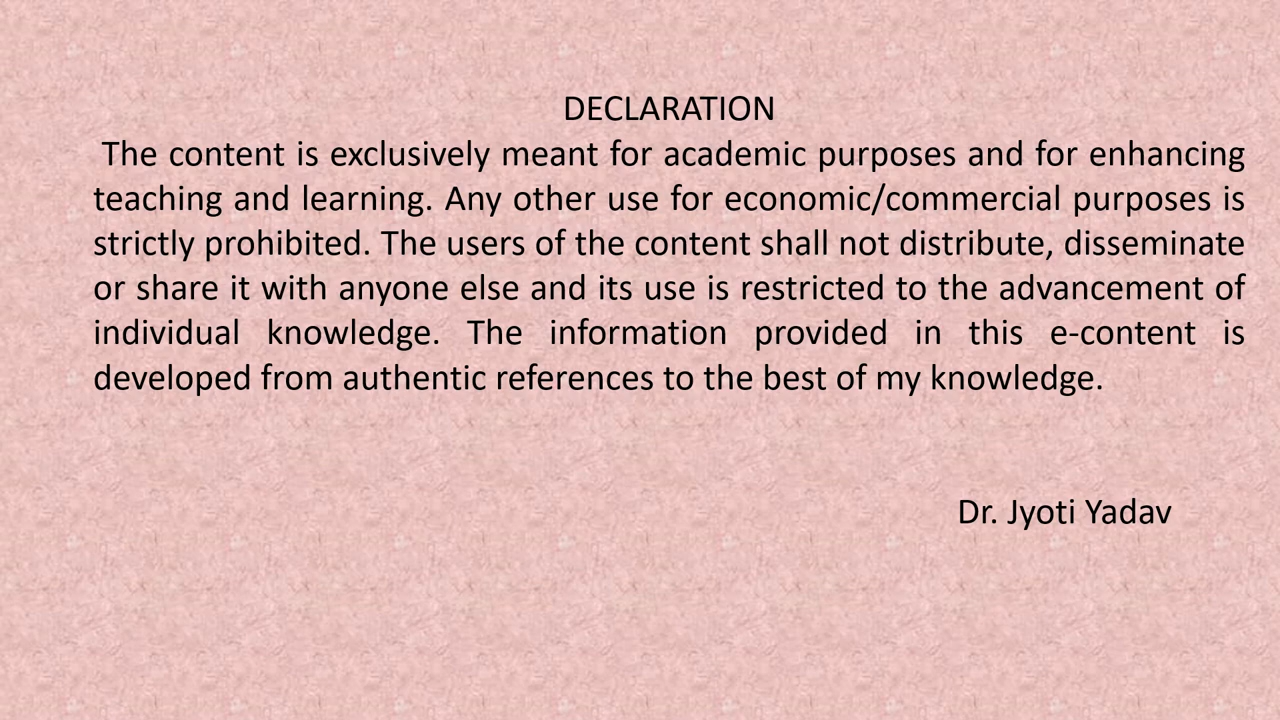 DECLARATION
The content is exclusively meant for academic purposes and for enhancing
teaching and learning. Any other use for economic/commercial purposes is
strictly prohibited. The users of the content shall not distribute, disseminate
or share it with anyone else and its use is restricted to the advancement of
individual knowledge. The information provided in this e-content is
developed from authentic references to the best of my knowledge.
Dr. Jyoti Yadav